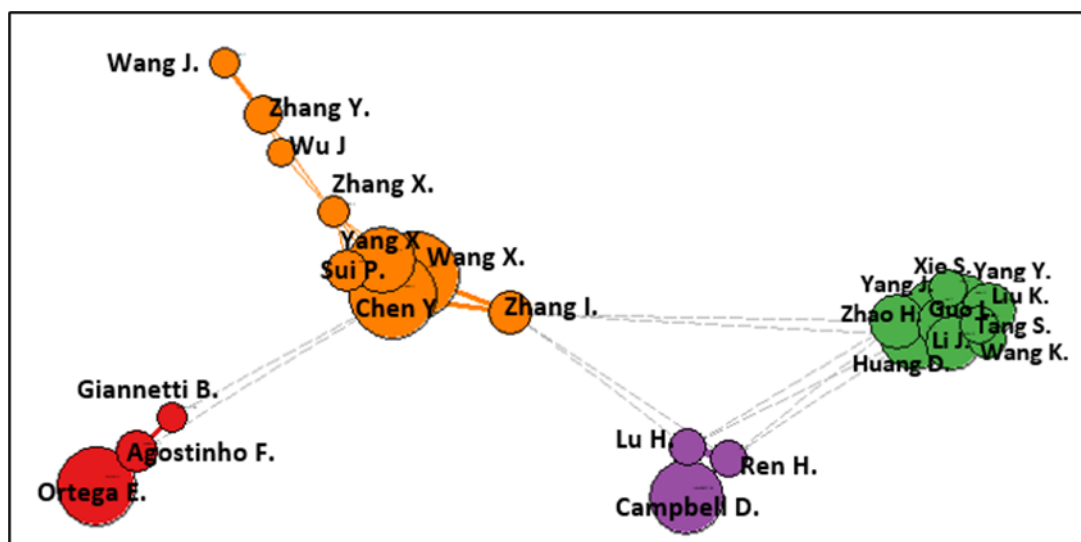 Wang J.
Zhang Y.
Wu J
Zhang X.
Yang X
Wang X.
Sui P.
Chen Y
Zhang I.
Xie S.
Yang Y.
Yang J.
Liu K.
Zhao H.
Guo L.
Tang S.
Li J.
Wang K.
Huang D.
Giannetti B.
Agostinho F.
Ortega E.
Lu H.
Ren H.
Campbell D.